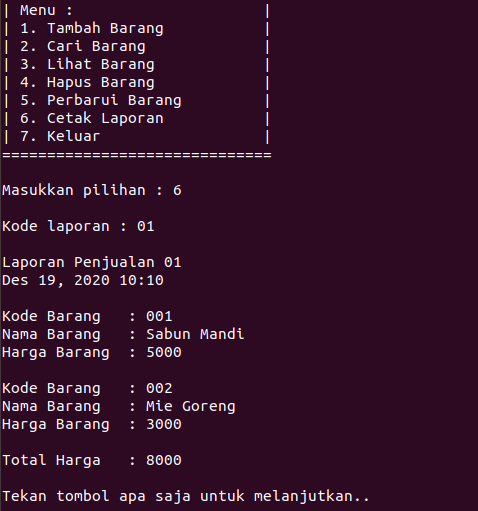 | Menu :                     |
| 1. Tambah Barang           |
| 2. Cari Barang             |
| 3. Lihat Barang            |
| 4. Hapus Barang            |
| 5. Perbarui Barang         |
| 6. Cetak Laporan           |
| 7. Keluar                  |
==============================
Masukkan pilihan : 6
Kode laporan : 01
Laporan Penjualan 01
Des 19, 2020 10:10
Kode Barang   : 001
Nama Barang   : Sabun Mandi
Harga Barang  : 5000
Kode Barang   : 002
Nama Barang   : Mie Goreng
Harga Barang  : 3000
Total Harga   : 8000
Tekan tombol apa saja untuk melanjutkan..